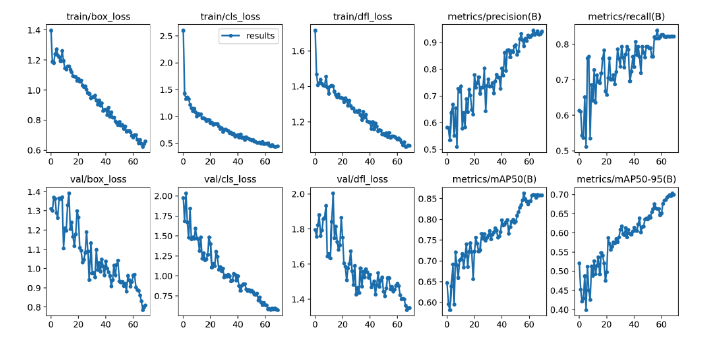 train/box_loss
train/cls_loss
train/dfl_loss
metrics/precision(B)
metrics/recall(B)
1.4
1.2
1.0
0.8
0.6
0 20 40 60
2.5
2.0
1.5
1.0
0.5
results
0 20 40 60
1.6
1.4
1.2
0 20 40 60
0.9
0.8
0.7
0.6
0.5
0 20 40 60
0.8
0.7
0.6
0.5
0 20 40 60
val/box_loss
val/cls_loss
val/dfl_loss
metrics/mAP50(B)
metrics/mAP50-95(B)
1.4
1.3
1.2
1.1
1.0
0.9
0.8
0 20 40 60
2.00
1.75
1.50
1.25
1.00
0.75
0 20 40 60
2.0
1.8
1.6
1.4
0 20 40 60
0.85
0.80
0.75
0.70
0.65
0.60
0 20 40 60
0.70
0.65
0.60
0.55
0.50
0.45
0.40
0 20 40 60